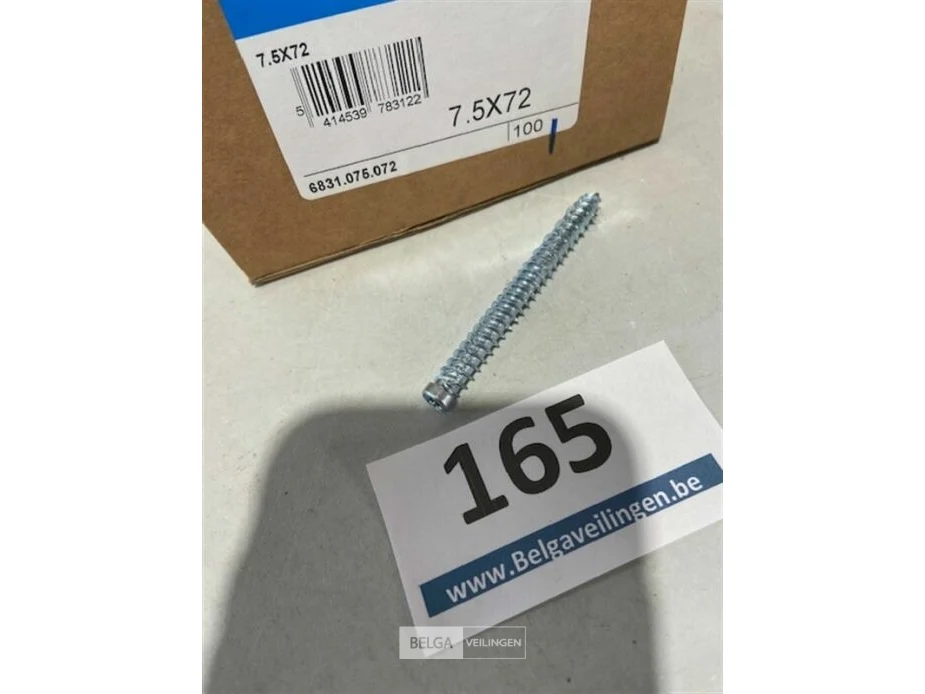 7.5X72
5 414539 783122
7.5X72
100
6831.075.072
165
www.Belgaveilingen.be
BELGA VEILINGEN